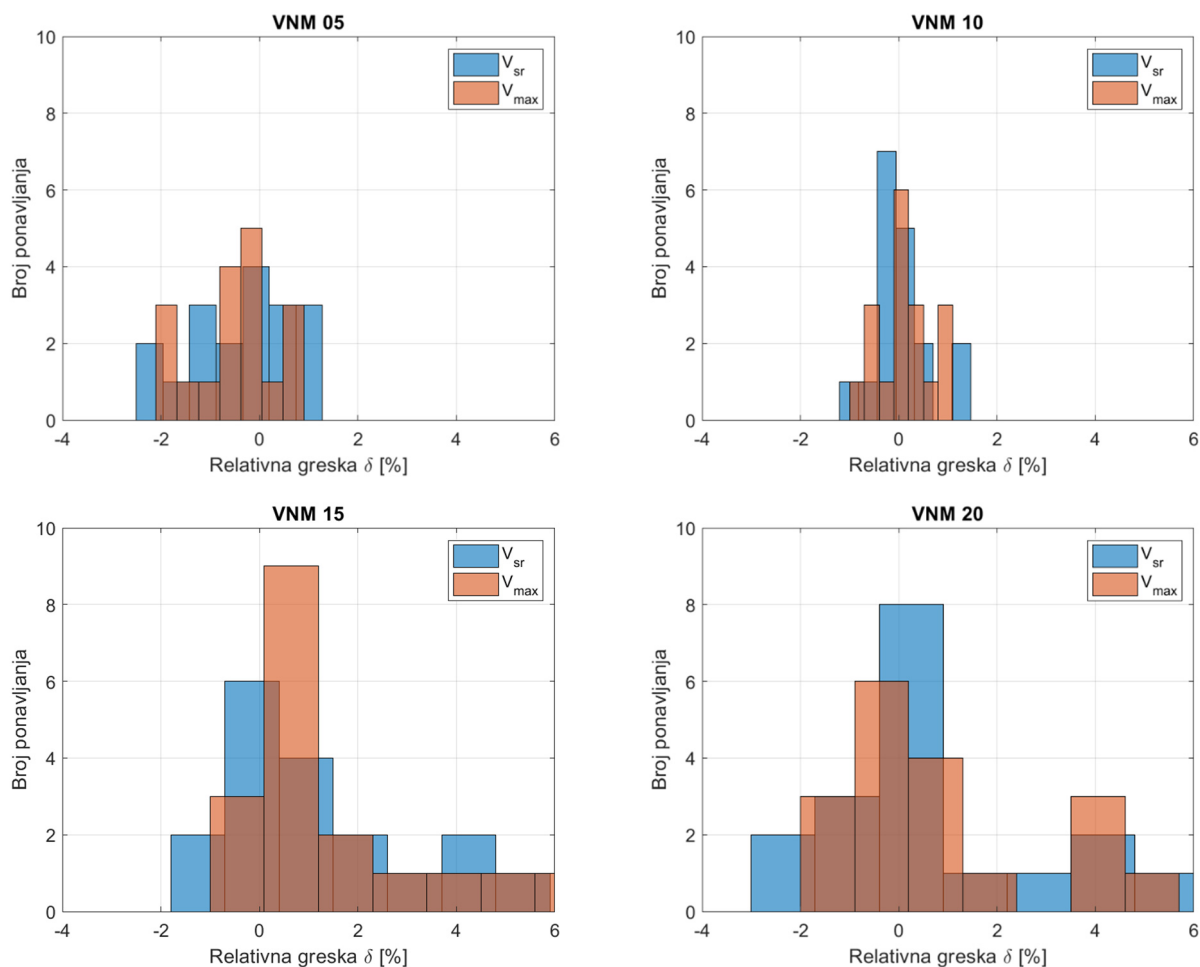 VNM 05
10
8
6
4
2
0
Broj ponavljanja
V_sr
V_max
-4 -2 0 2 4 6
Relativna greska δ [%]
VNM 10
10
8
6
4
2
0
Broj ponavljanja
V_sr
V_max
-4 -2 0 2 4 6
Relativna greska δ [%]
VNM 15
10
8
6
4
2
0
Broj ponavljanja
V_sr
V_max
-4 -2 0 2 4 6
Relativna greska δ [%]
VNM 20
10
8
6
4
2
0
Broj ponavljanja
V_sr
V_max
-4 -2 0 2 4 6
Relativna greska δ [%]